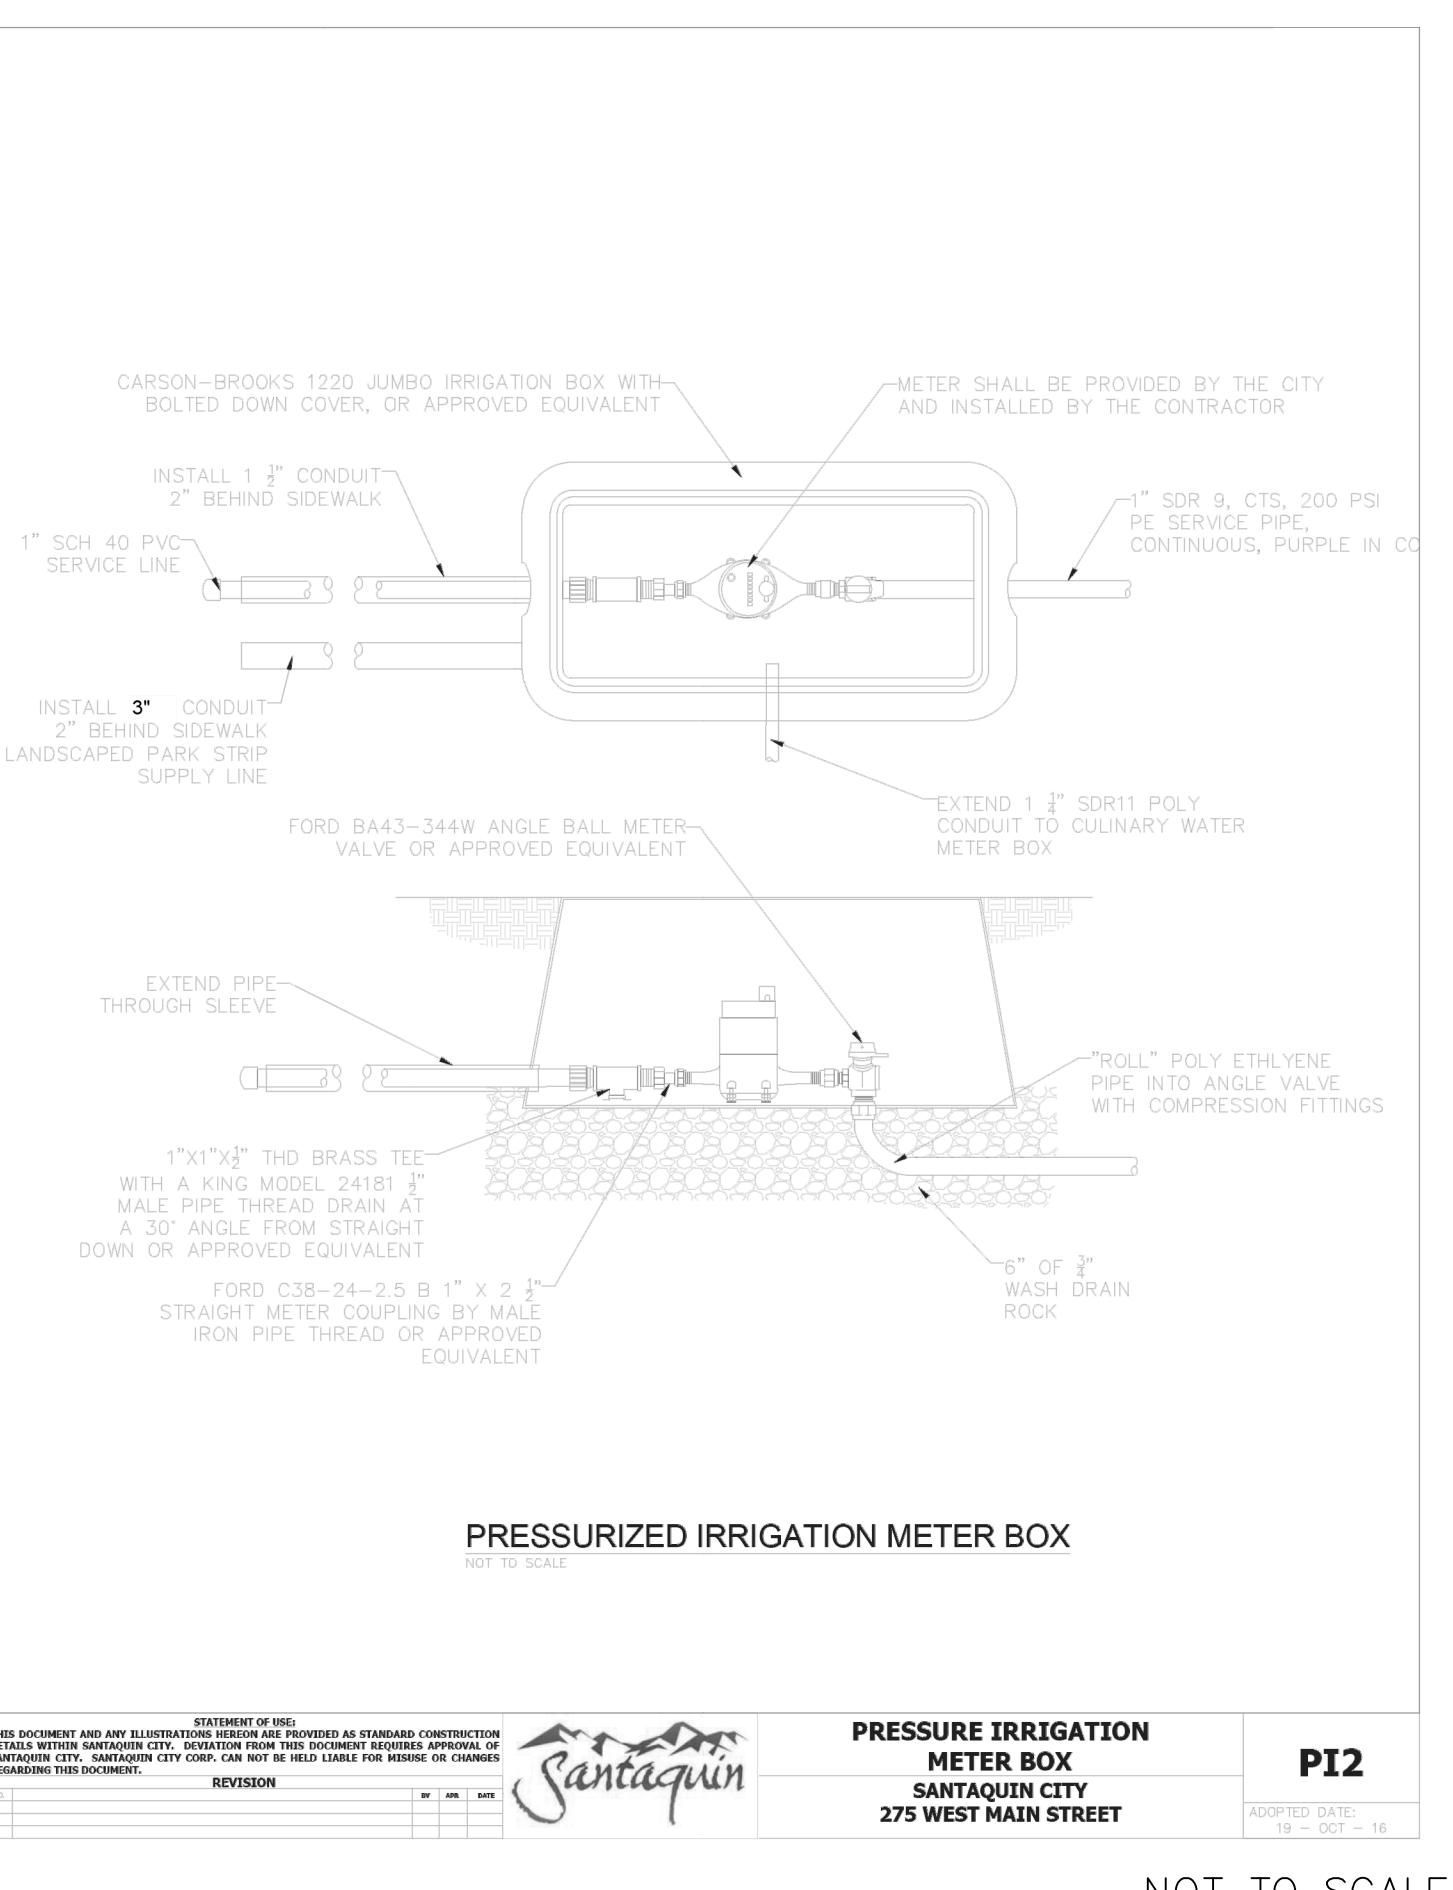 CARSON-BROOKS 1220 JUMBO IRRIGATION BOX WITH
BOLTED DOWN COVER, OR APPROVED EQUIVALENT
METER SHALL BE PROVIDED BY THE CITY
AND INSTALLED BY THE CONTRACTOR
INSTALL 1 1/2" CONDUIT
2" BEHIND SIDEWALK
1" SDR 9, CTS, 200 PSI
PE SERVICE PIPE,
CONTINUOUS, PURPLE IN CO
1" SCH 40 PVC
SERVICE LINE
INSTALL 3" CONDUIT
2" BEHIND SIDEWALK
LANDSCAPED PARK STRIP
SUPPLY LINE
EXTEND 1 1/4" SDR11 POLY
CONDUIT TO CULINARY WATER
METER BOX
FORD BA43-344W ANGLE BALL METER
VALVE OR APPROVED EQUIVALENT
EXTEND PIPE
THROUGH SLEEVE
"ROLL" POLY ETHLYENE
PIPE INTO ANGLE VALVE
WITH COMPRESSION FITTINGS
1"X1"X1/2" THD BRASS TEE
WITH A KING MODEL 24181 1/2"
MALE PIPE THREAD DRAIN AT
A 30° ANGLE FROM STRAIGHT
DOWN OR APPROVED EQUIVALENT
6" OF 3/4"
WASH DRAIN
ROCK
FORD C38-24-2.5 B 1" X 2 1/2"
STRAIGHT METER COUPLING BY MALE
IRON PIPE THREAD OR APPROVED
EQUIVALENT
PRESSURIZED IRRIGATION METER BOX
NOT TO SCALE
STATEMENT OF USE:
HIS DOCUMENT AND ANY ILLUSTRATIONS HEREON ARE PROVIDED AS STANDARD CONSTRUCTION
ETAILS WITHIN SANTAQUIN CITY. DEVIATION FROM THIS DOCUMENT REQUIRES APPROVAL OF
ANTAQUIN CITY. SANTAQUIN CITY CORP. CAN NOT BE HELD LIABLE FOR MISUSE OR CHANGES
EGARDING THIS DOCUMENT.
REVISION
BY APR. DATE
Santaquin
PRESSURE IRRIGATION
METER BOX
SANTAQUIN CITY
275 WEST MAIN STREET
PI2
ADOPTED DATE:
19 - OCT - 16
NOT TO SCALE